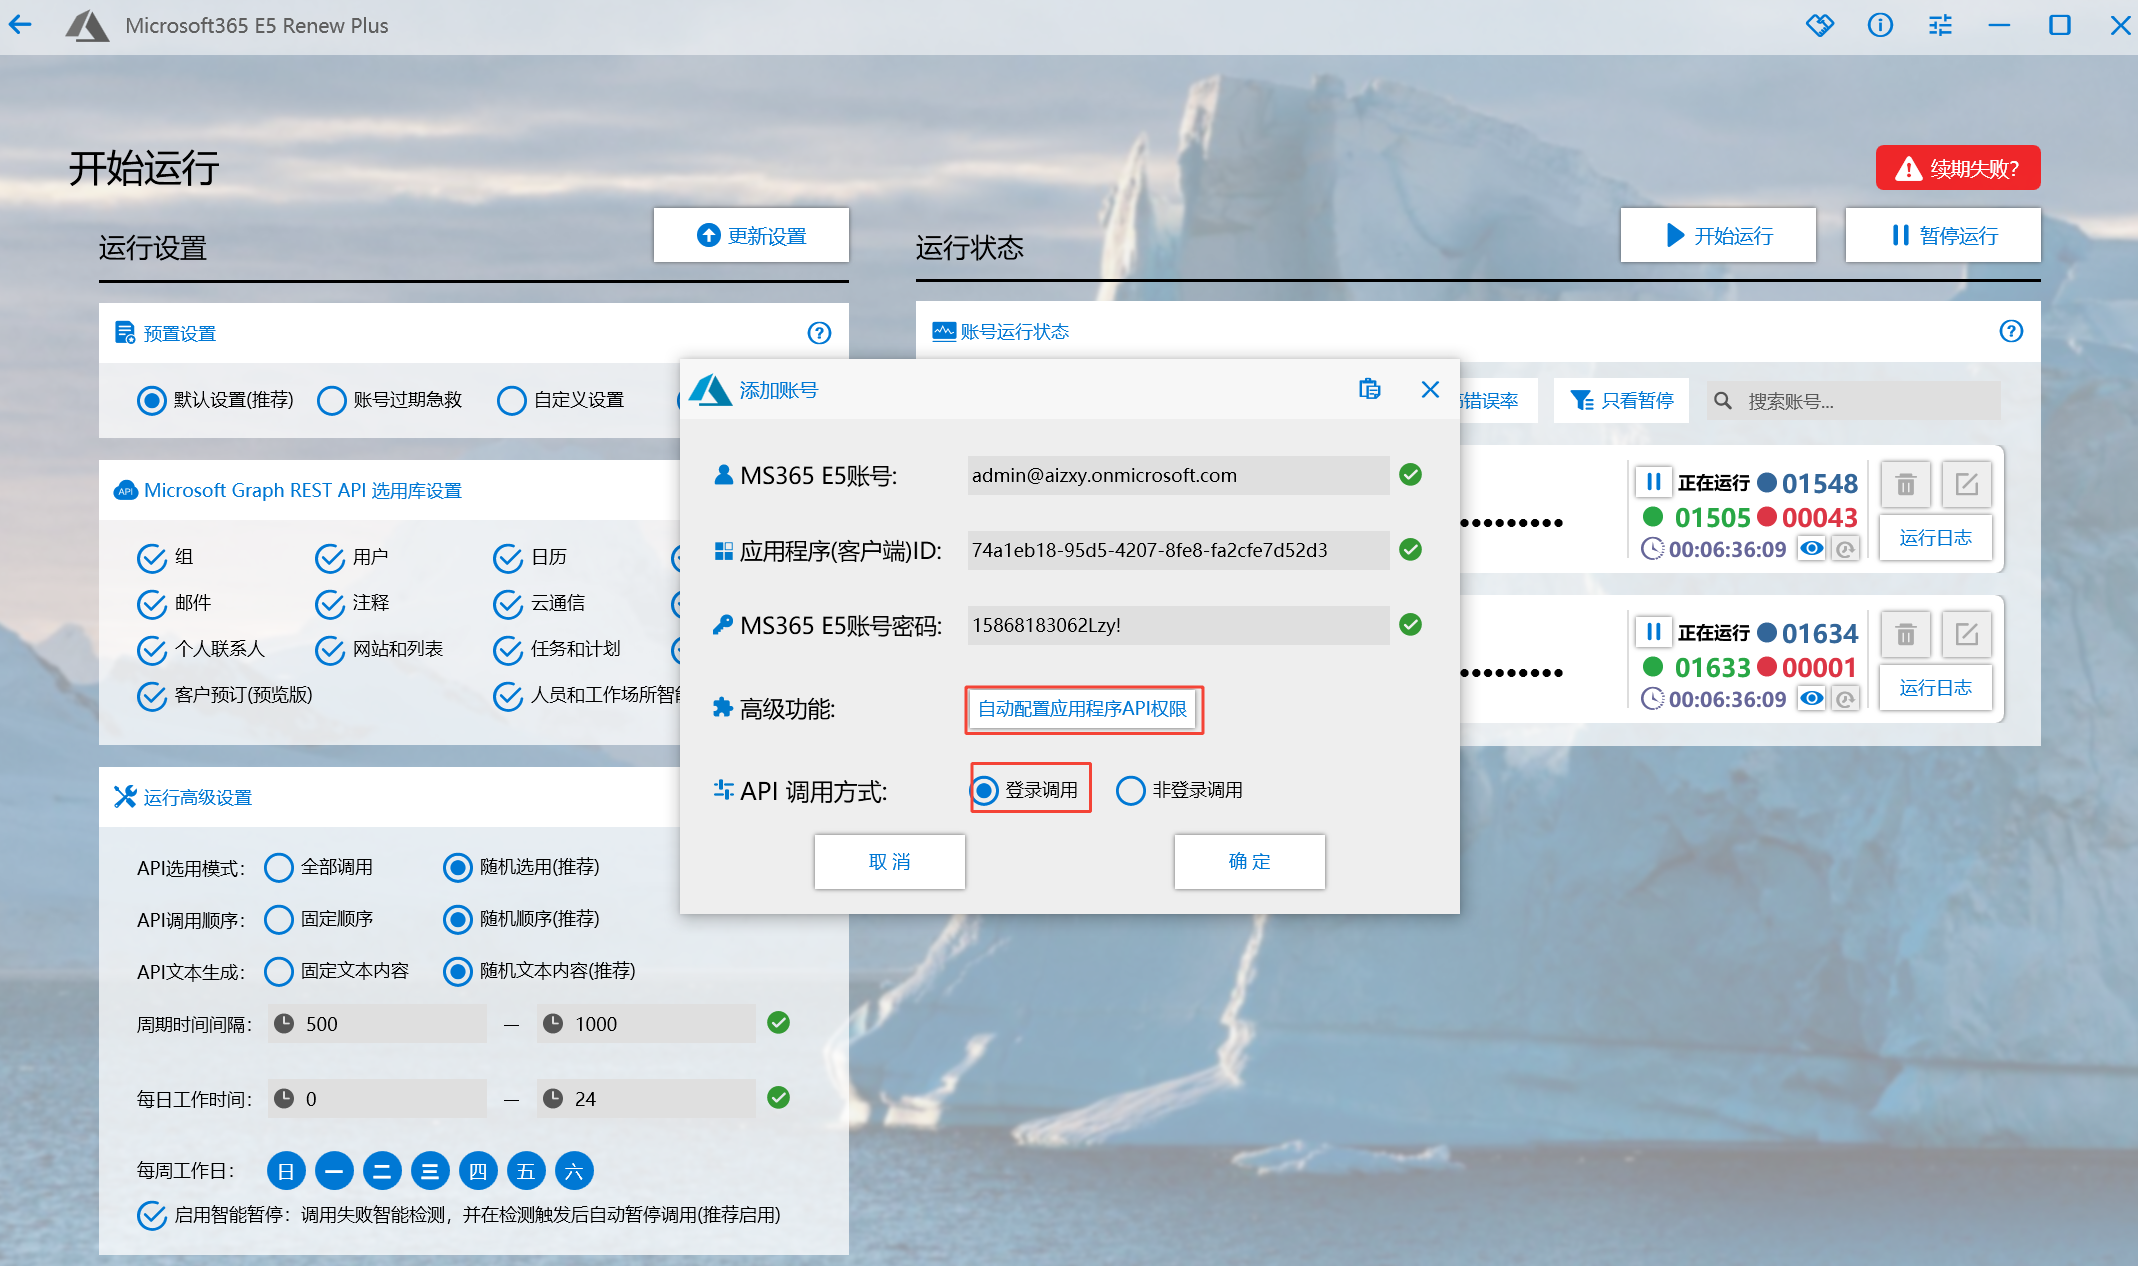 Microsoft365 E5 Renew Plus
开始运行
续期失败?
运行设置
更新设置
运行状态
开始运行
暂停运行
预置设置
账号运行状态
默认设置(推荐)
账号过期急救
自定义设置
错误率
只看暂停
搜索账号...
添加账号
MS365 E5账号:
admin@aizxy.onmicrosoft.com
应用程序(客户端)ID:
74a1eb18-95d5-4207-8fe8-fa2cfe7d52d3
MS365 E5账号密码:
15868183062Lzy!
高级功能:
自动配置应用程序API权限
API 调用方式:
登录调用
非登录调用
取 消
确 定
正在运行
01548
01505
00043
00:06:36:09
运行日志
正在运行
01634
01633
00001
00:06:36:09
运行日志
API
Microsoft Graph REST API 选用库设置
组
用户
日历
邮件
注释
云通信
个人联系人
网站和列表
任务和计划
客户预订(预览版)
人员和工作场所智
运行高级设置
API选用模式:
全部调用
随机选用(推荐)
API调用顺序:
固定顺序
随机顺序(推荐)
API文本生成:
固定文本内容
随机文本内容(推荐)
周期时间间隔:
500
—
1000
每日工作时间:
0
—
24
每周工作日:
日 一 二 三 四 五 六
启用智能暂停: 调用失败智能检测, 并在检测触发后自动暂停调用(推荐启用)